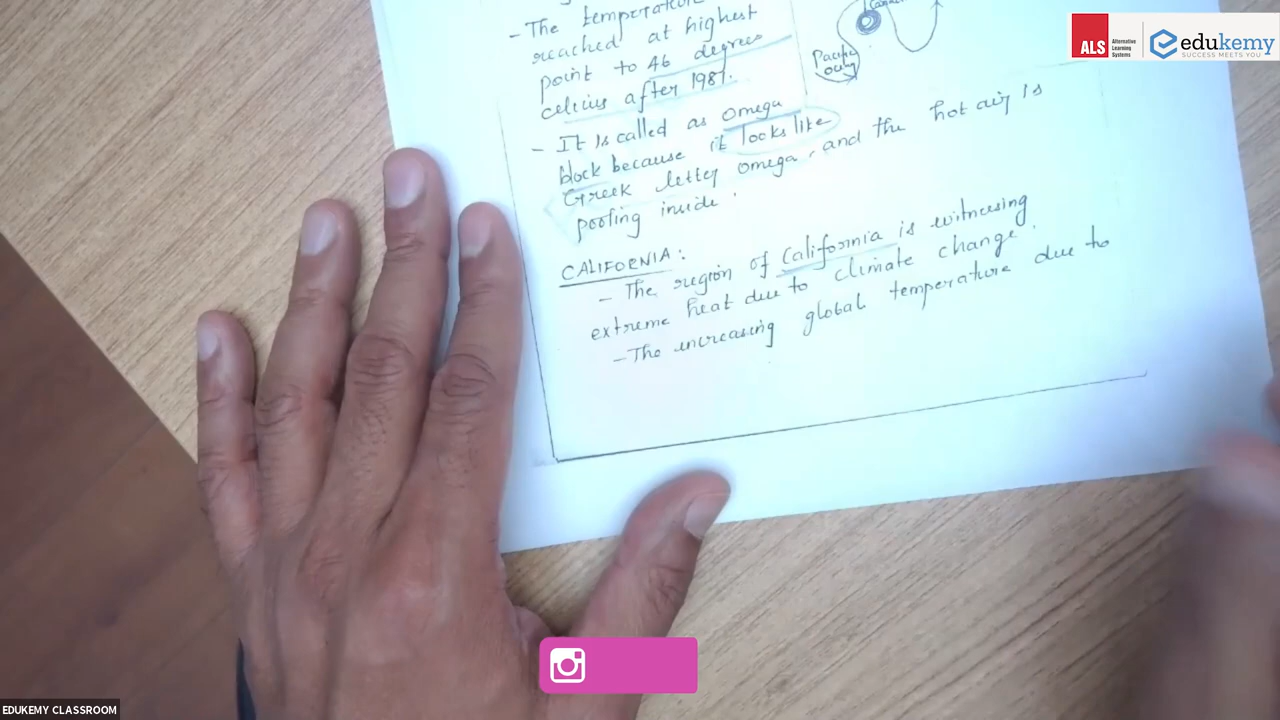 - The temperature
reached at highest
point to 46 degrees
celcius after 1981.
- It is called as omega
block because it looks like
Greek letter omega, and the hot air is
pooling inside.
Pacific
CALIFORNIA:
- The region of California is witnessing
extreme heat due to climate change.
- The increasing global temperature due to
ALS
Alternative
Learning
Systems
edukemy
SUCCESS MEETS YOU
EDUKEMY CLASSROOM